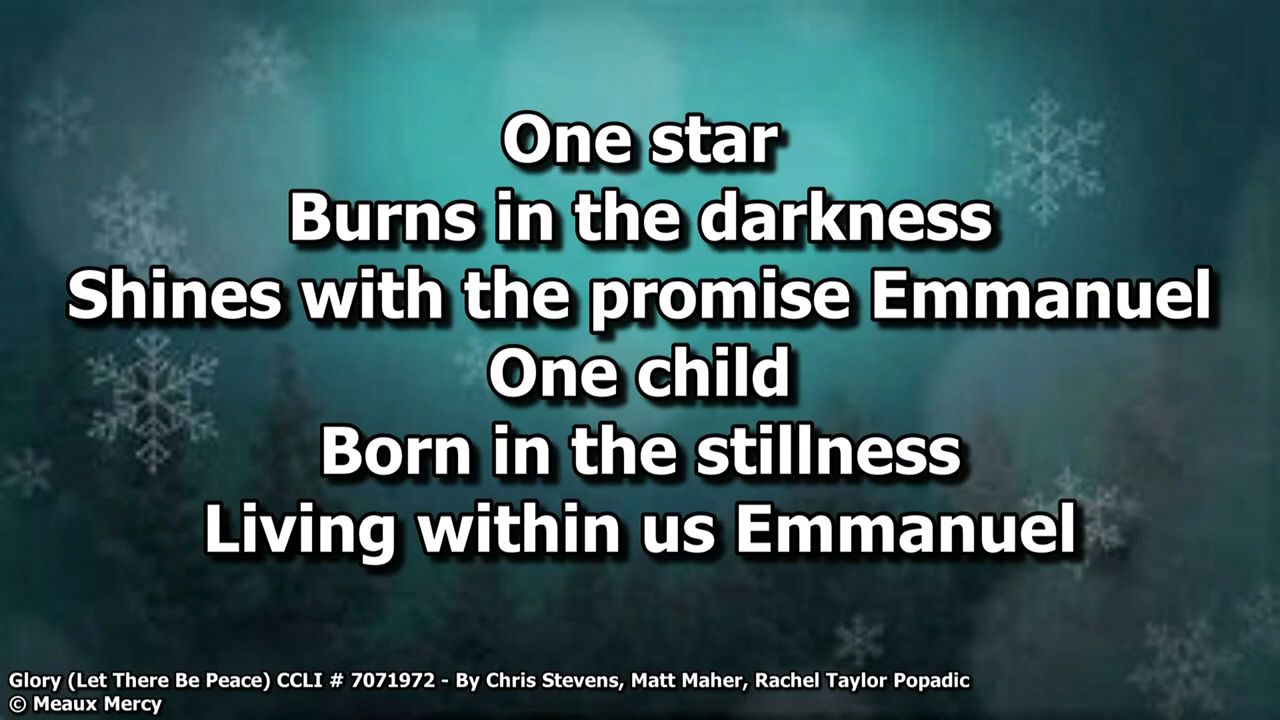 One star
Burns in the darkness
Shines with the promise Emmanuel
One child
Born in the stillness
Living within us Emmanuel
Glory (Let There Be Peace) CCLI # 7071972 - By Chris Stevens, Matt Maher, Rachel Taylor Popadic
© Meaux Mercy